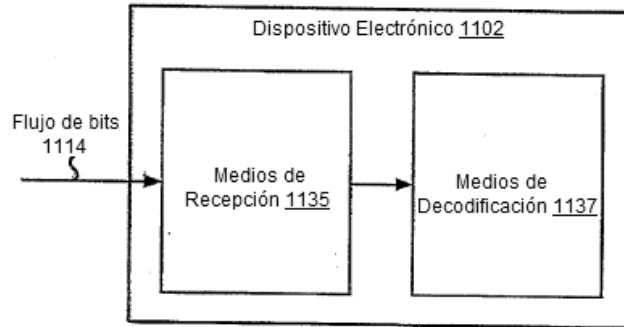 Dispositivo Electrónico 1102
Flujo de bits
1114
Medios de
Recepción 1135
Medios de
Decodificación 1137